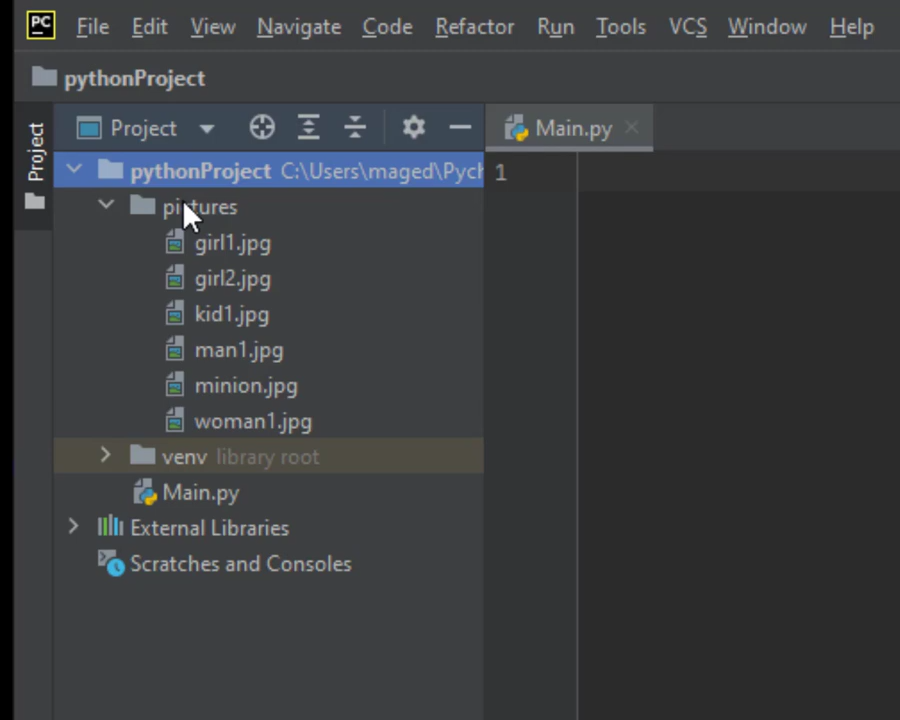 PC File Edit View Navigate Code Refactor Run Tools VCS Window Help
pythonProject
Project
Project
Main.py
pythonProject C:\Users\maged\Pych
1
pictures
girl1.jpg
girl2.jpg
kid1.jpg
man1.jpg
minion.jpg
woman1.jpg
venv library root
Main.py
External Libraries
Scratches and Consoles